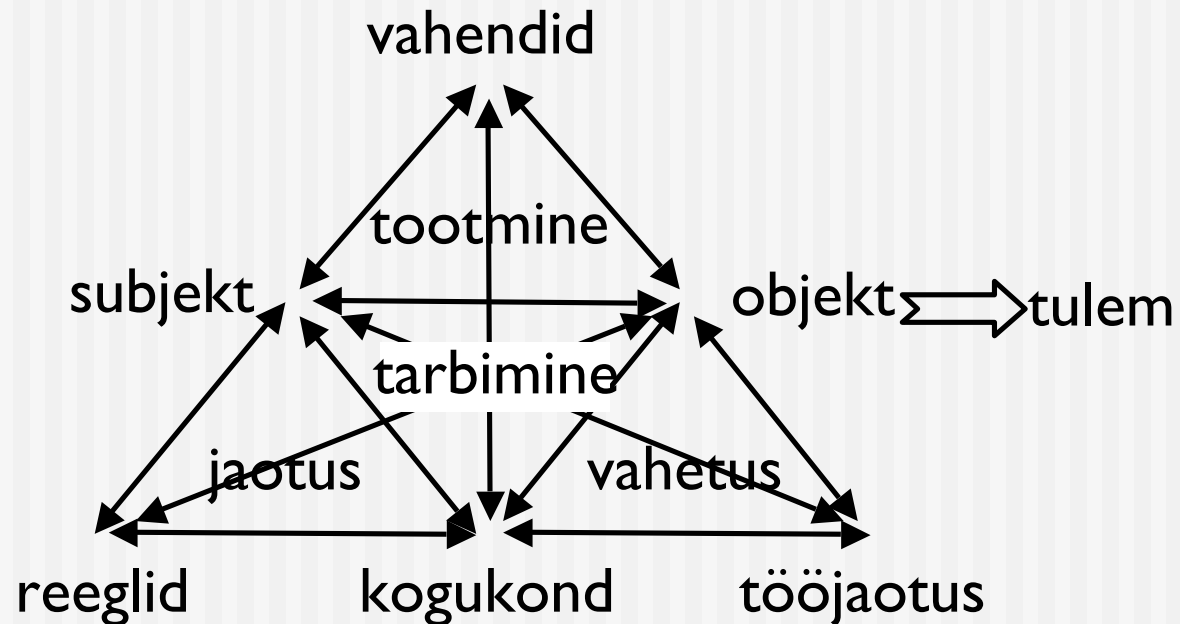 vahendid
tootmine
subjekt
objekt
tulem
tarbimine
jaotus
vahetus
reeglid
kogukond
tööjaotus